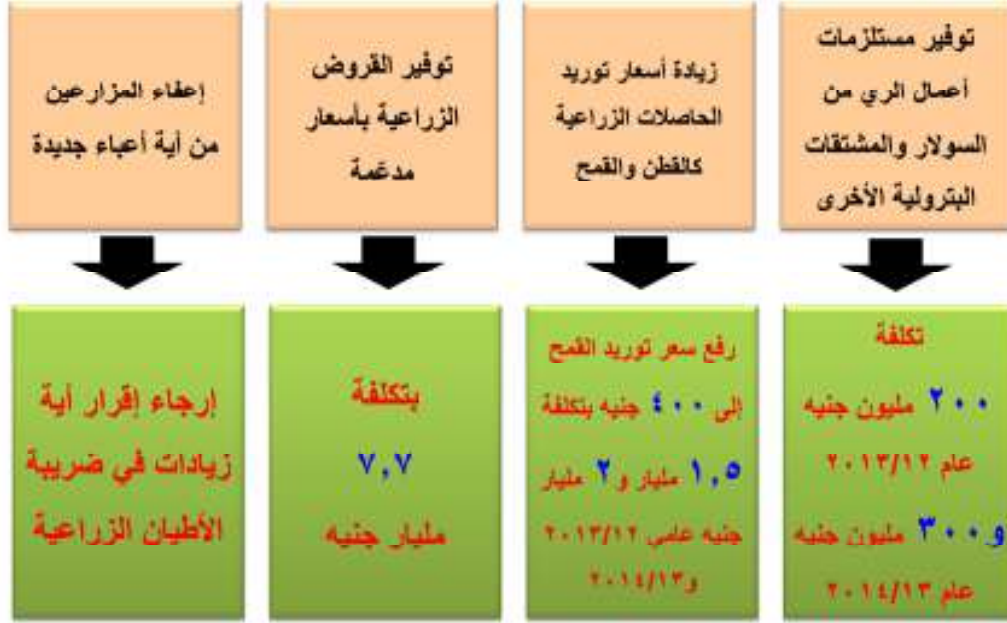 توفير مستلزمات
أعمال الري من
السولار والمشتقات
البترولية الأخرى
زيادة أسعار توريد
الحاصلات الزراعية
كالقطن والقمح
توفير القروض
الزراعية بأسعار
مدعمة
إعفاء المزارعين
من أية أعباء جديدة
تكلفة
٢٠٠ مليون جنيه
عام ٢٠١٣/١٢
و٣٠٠ مليون جنيه
عام ٢٠١٤/١٣
رفع سعر توريد القمح
إلى ٤٠٠ جنيه بتكلفة
١,٥ مليار و٢ مليار
جنيه عامي ٢٠١٣/١٢
و٢٠١٤/١٣
بتكلفة
٧,٧
مليار جنيه
إرجاء إقرار أية
زيادات في ضريبة
الأطيان الزراعية